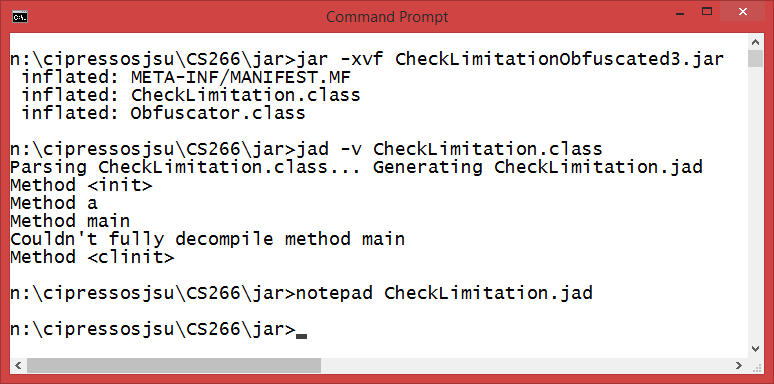 Command Prompt
n:\cipressosjsu\CS266\jar>jar -xvf CheckLimitationObfuscated3.jar
 inflated: META-INF/MANIFEST.MF
 inflated: CheckLimitation.class
 inflated: Obfuscator.class
n:\cipressosjsu\CS266\jar>jad -v CheckLimitation.class
Parsing CheckLimitation.class... Generating CheckLimitation.jad
Method <init>
Method a
Method main
Couldn't fully decompile method main
Method <clinit>
n:\cipressosjsu\CS266\jar>notepad CheckLimitation.jad
n:\cipressosjsu\CS266\jar>